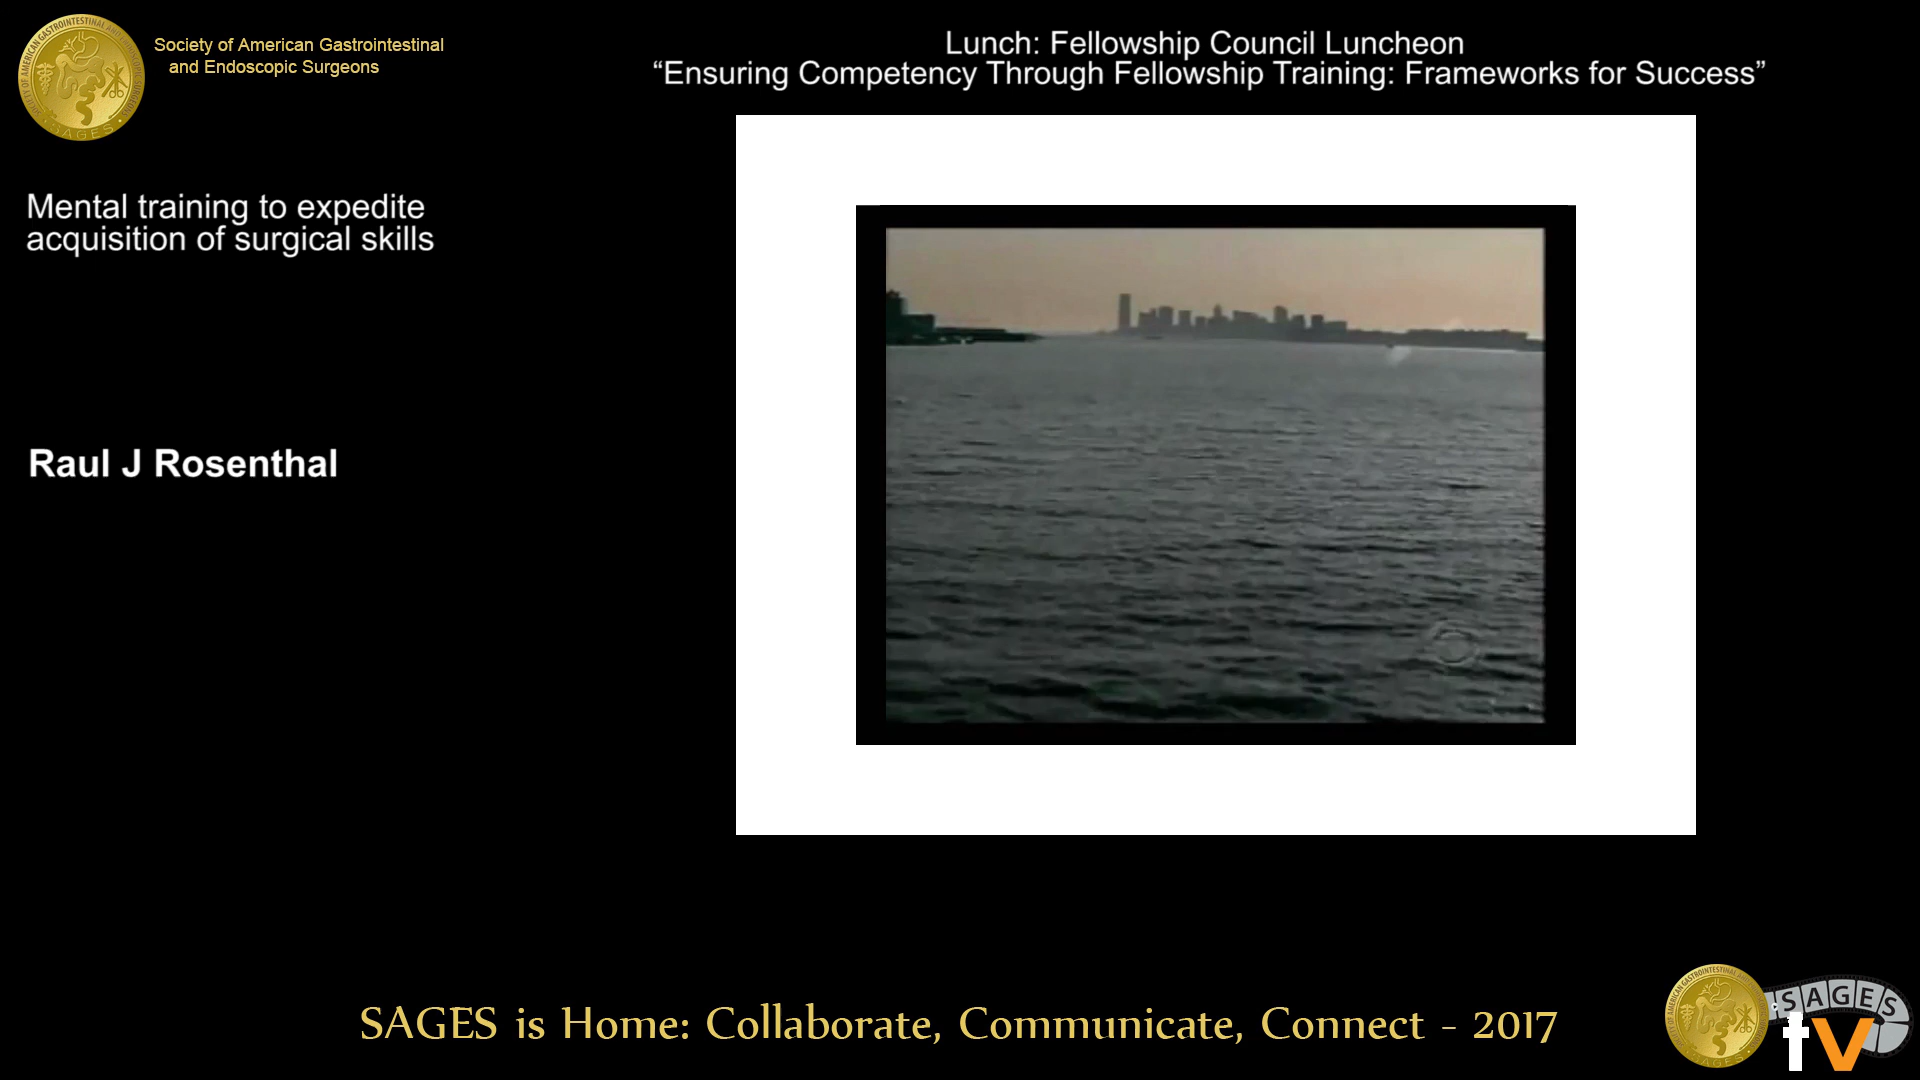 Society of American Gastrointestinal
and Endoscopic Surgeons
Lunch: Fellowship Council Luncheon
“Ensuring Competency Through Fellowship Training: Frameworks for Success”
Mental training to expedite
acquisition of surgical skills
Raul J Rosenthal
SAGES is Home: Collaborate, Communicate, Connect - 2017
SAGES
SAGES
tV